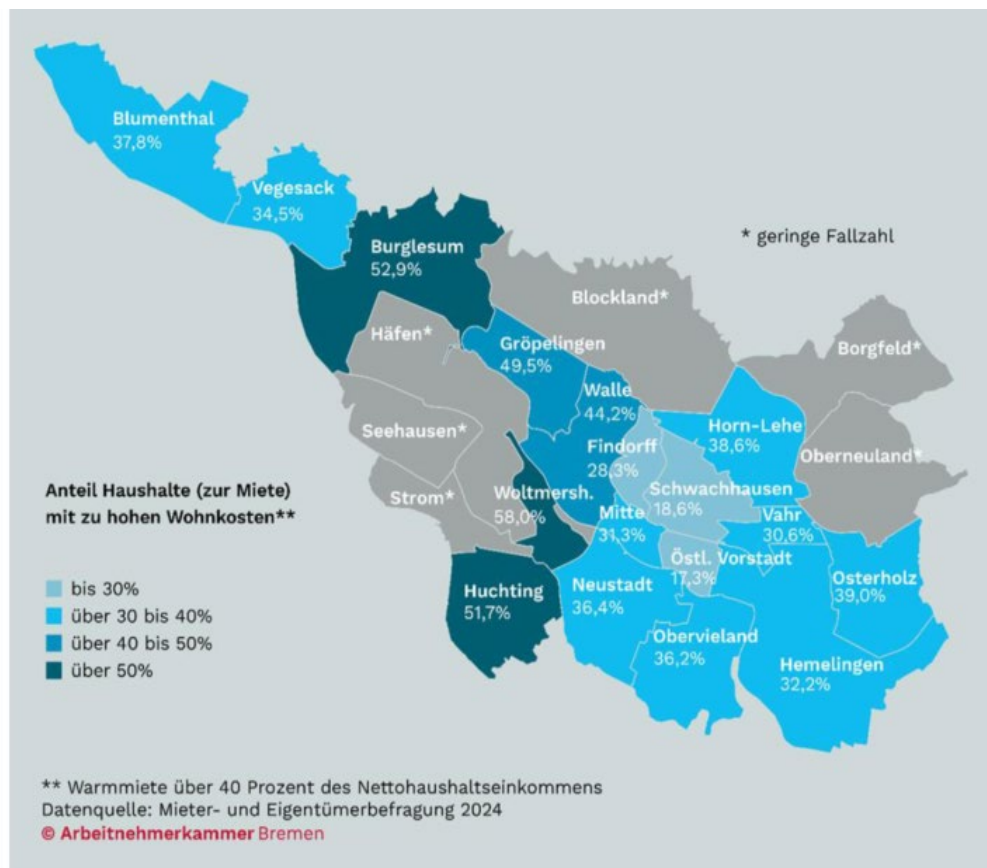 Blumenthal
37,8%
Vegesack
34,5%
Burglesum
52,9%
* geringe Fallzahl
Blockland*
Häfen*
Gröpelingen
49,5%
Borgfeld*
Walle
44,2%
Horn-Lehe
38,6%
Seehausen*
Findorff
28,3%
Oberneuland*
Strom*
Woltmersh.
58,0%
Schwachhausen
18,6%
Mitte
31,3%
Vahr
30,6%
Östl. Vorstadt
17,3%
Huchting
51,7%
Neustadt
36,4%
Osterholz
39,0%
Obervieland
36,2%
Hemelingen
32,2%
Anteil Haushalte (zur Miete)
mit zu hohen Wohnkosten**
bis 30%
über 30 bis 40%
über 40 bis 50%
über 50%
** Warmmiete über 40 Prozent des Nettohaushaltseinkommens
Datenquelle: Mieter- und Eigentümerbefragung 2024
© Arbeitnehmerkammer Bremen